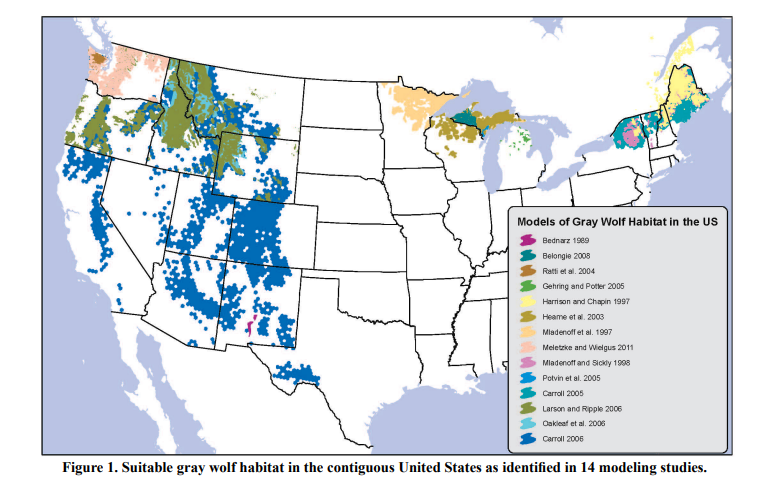 Models of Gray Wolf Habitat in the US
Bednarz 1989
Belongie 2008
Ratti et al. 2004
Gehring and Potter 2005
Harrison and Chapin 1997
Hearne et al. 2003
Mladenoff et al. 1997
Meletzke and Wielgus 2011
Mladenoff and Sickly 1998
Potvin et al. 2005
Carroll 2005
Larson and Ripple 2006
Oakleaf et al. 2006
Carroll 2006
Figure 1. Suitable gray wolf habitat in the contiguous United States as identified in 14 modeling studies.